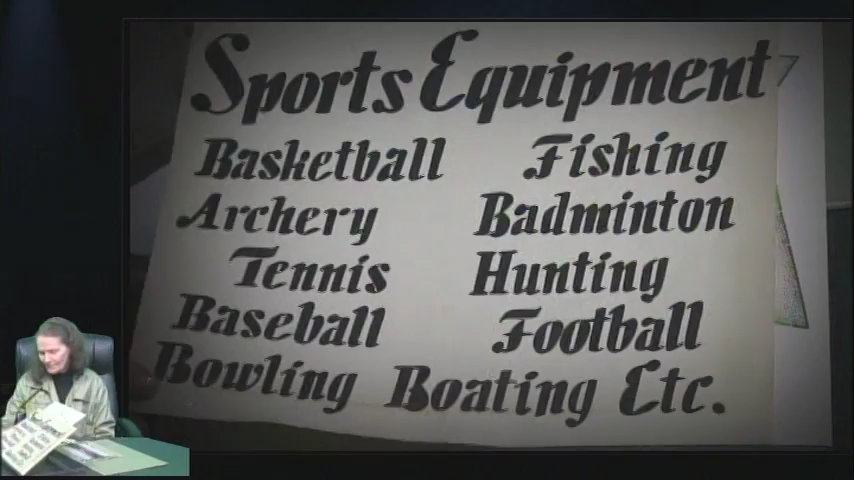 Sports Equipment
Basketball Fishing
Archery Badminton
Tennis Hunting
Baseball Football
Bowling Boating Etc.